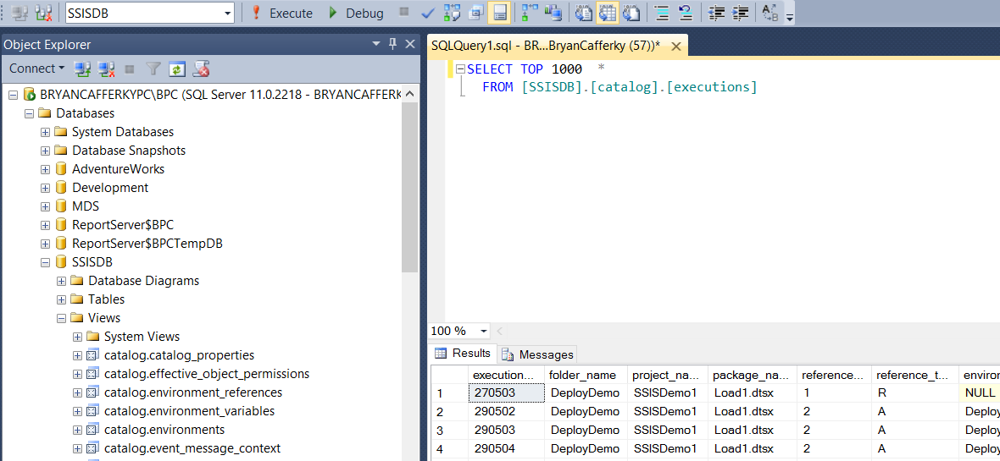 SSISDB Execute Debug
Object Explorer
Connect
BRYANCAFFERKYPC\BPC (SQL Server 11.0.2218 - BRYANCAFFERK
Databases
System Databases
Database Snapshots
AdventureWorks
Development
MDS
ReportServer$BPC
ReportServer$BPCTempDB
SSISDB
Database Diagrams
Tables
Views
System Views
catalog.catalog_properties
catalog.effective_object_permissions
catalog.environment_references
catalog.environment_variables
catalog.environments
catalog.event_message_context
SQLQuery1.sql - BR...BryanCafferky (57))*
SELECT TOP 1000 *
FROM [SSISDB].[catalog].[executions]
100 %
Results Messages
execution... folder_name project_na... package_na... reference... reference_t... environ
1 270503 DeployDemo SSISDemo1 Load1.dtsx 1 R NULL
2 290502 DeployDemo SSISDemo1 Load1.dtsx 2 A Deploy
3 290503 DeployDemo SSISDemo1 Load1.dtsx 2 A Deploy
4 290504 DeployDemo SSISDemo1 Load1.dtsx 2 A Deploy